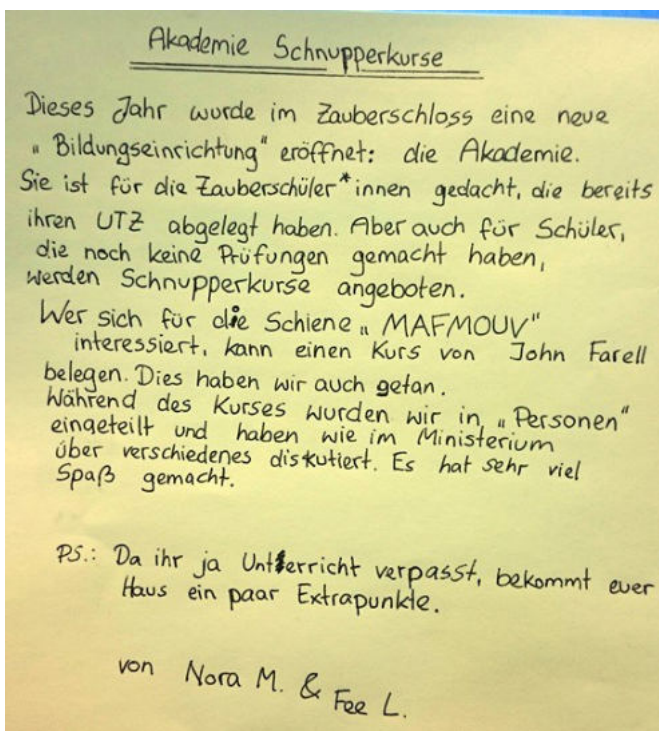 Akademie Schnupperkurse
Dieses Jahr wurde im Zauberschloss eine neue
„Bildungseinrichtung" eröffnet: die Akademie.
Sie ist für die Zauberschüler*innen gedacht, die bereits
ihren UTZ abgelegt haben. Aber auch für Schüler,
die noch keine Prüfungen gemacht haben,
werden Schnupperkurse angeboten.
Wer sich für die Schiene „MAFMOUV"
interessiert, kann einen Kurs von John Farell
belegen. Dies haben wir auch getan.
Während des Kurses wurden wir in „Personen"
eingeteilt und haben wie im Ministerium
über verschiedenes diskutiert. Es hat sehr viel
Spaß gemacht.
PS.: Da ihr ja Unterricht verpasst, bekommt euer
Haus ein paar Extrapunkte.
von Nora M. & Fee L.